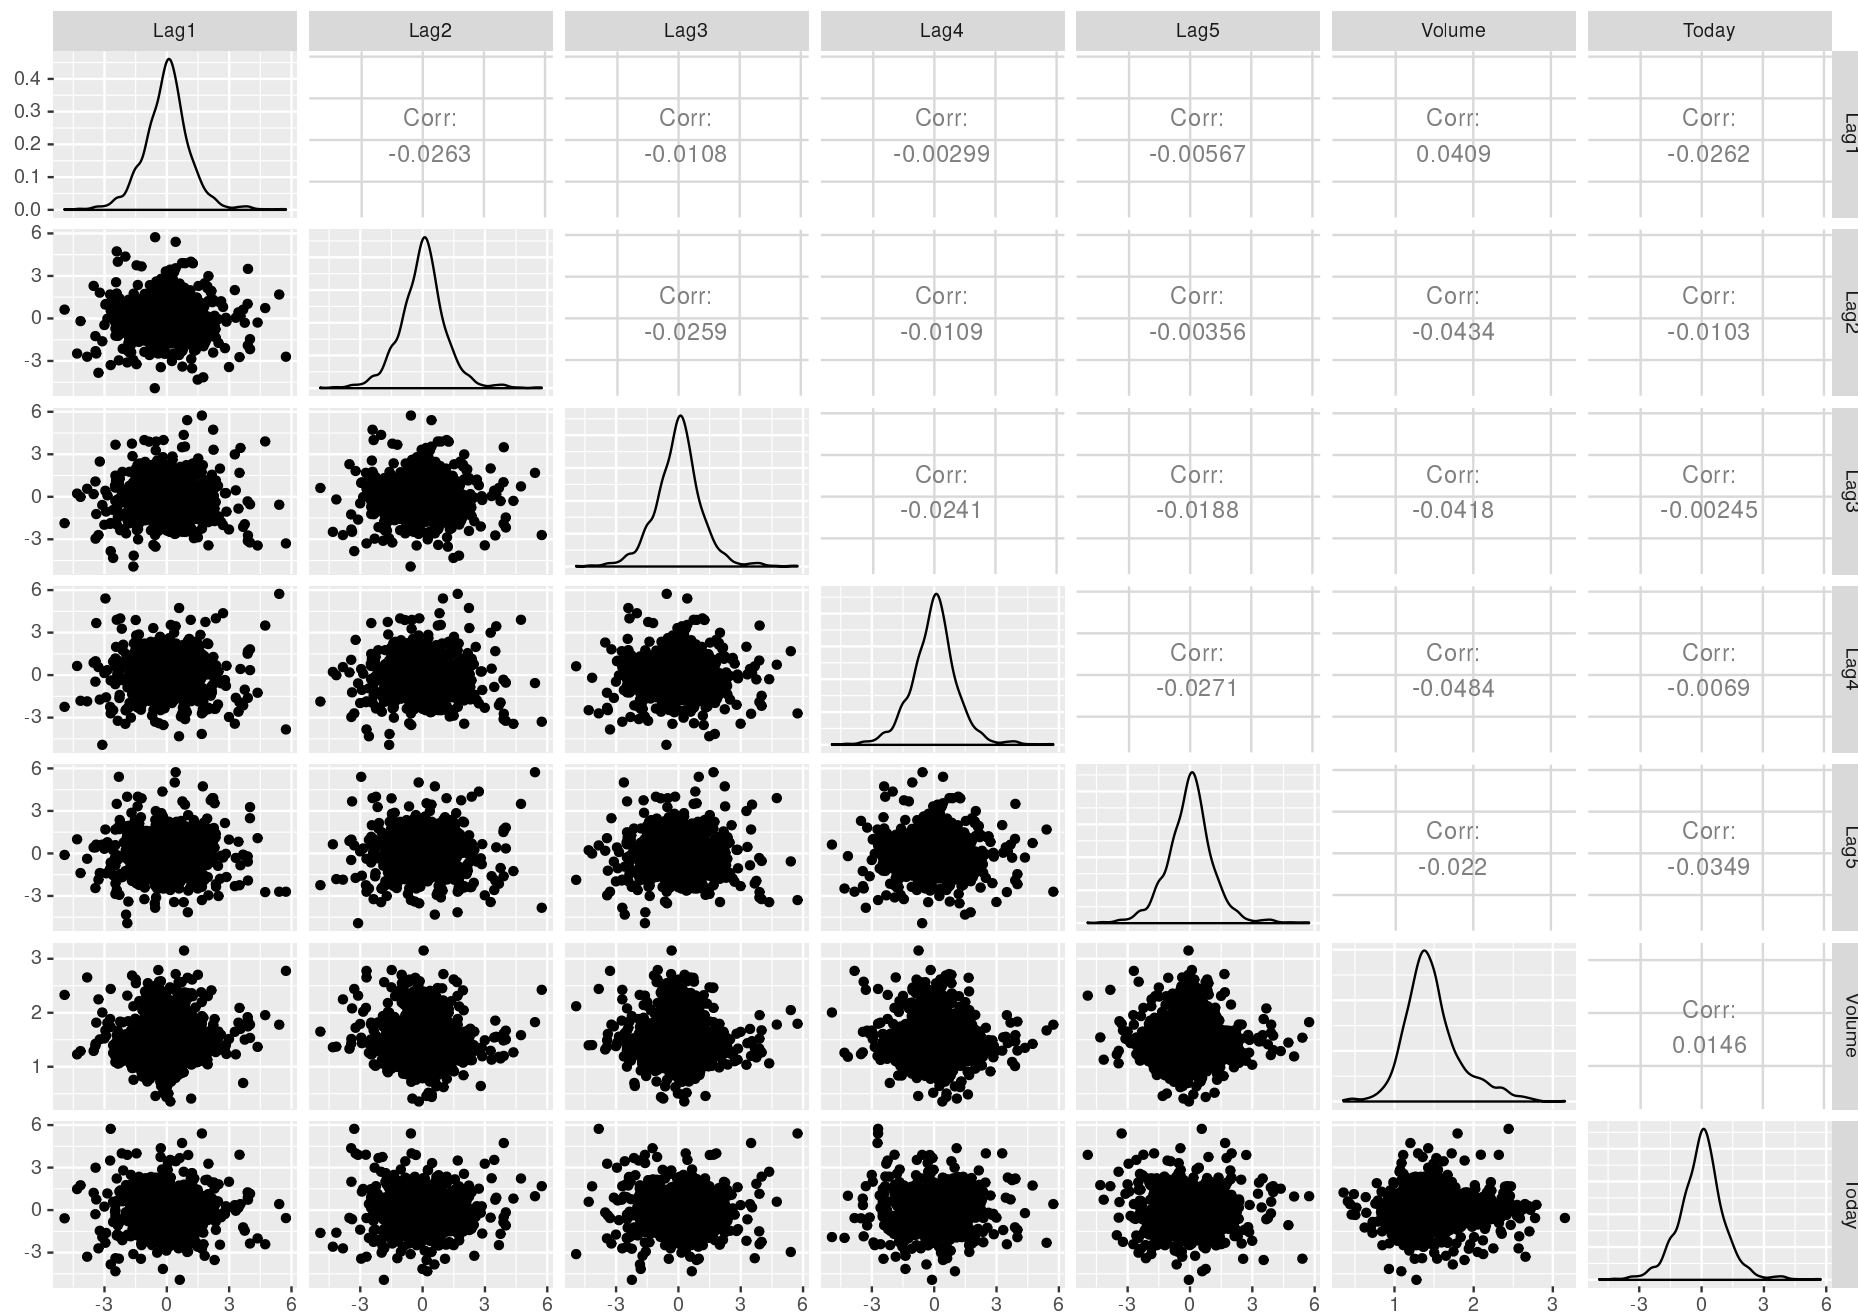 Lag1 Lag2 Lag3 Lag4 Lag5 Volume Today
0.4
0.3
0.2
0.1
0.0
Corr: Corr: Corr: Corr: Corr: Corr:
-0.0263 -0.0108 -0.00299 -0.00567 0.0409 -0.0262
Lag1
6
3
0
-3
Corr: Corr: Corr: Corr: Corr:
-0.0259 -0.0109 -0.00356 -0.0434 -0.0103
Lag2
6
3
0
-3
Corr: Corr: Corr: Corr:
-0.0241 -0.0188 -0.0418 -0.00245
Lag3
6
3
0
-3
Corr: Corr: Corr:
-0.0271 -0.0484 -0.0069
Lag4
6
3
0
-3
Corr: Corr:
-0.022 -0.0349
Lag5
3
2
1
Corr:
0.0146
Volume
6
3
0
-3
Today
-3 0 3 6 -3 0 3 6 -3 0 3 6 -3 0 3 6 -3 0 3 6 1 2 3 -3 0 3 6